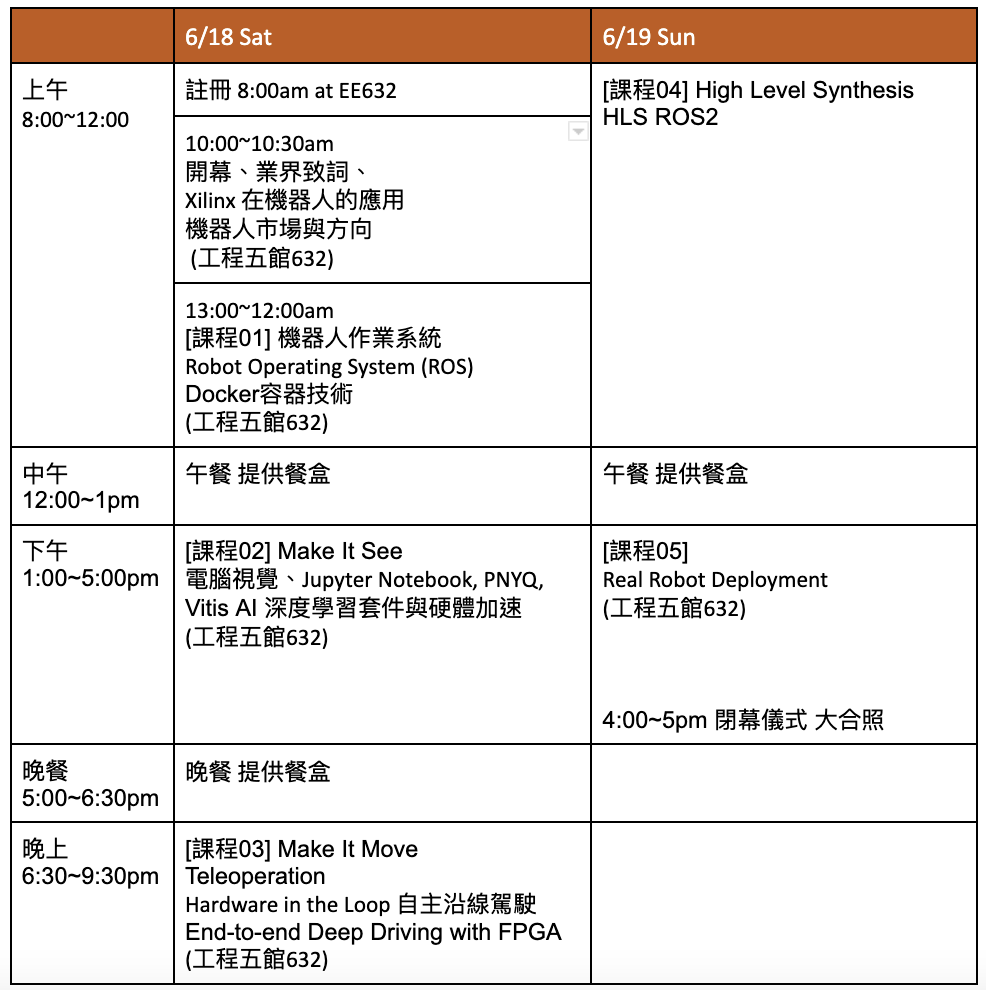 6/18 Sat
6/19 Sun
上午
8:00~12:00
註冊 8:00am at EE632
10:00~10:30am
開幕、業界致詞、
Xilinx 在機器人的應用
機器人市場與方向
(工程五館632)
13:00~12:00am
[課程01] 機器人作業系統
Robot Operating System (ROS)
Docker容器技術
(工程五館632)
[課程04] High Level Synthesis
HLS ROS2
中午
12:00~1pm
午餐 提供餐盒
午餐 提供餐盒
下午
1:00~5:00pm
[課程02] Make It See
電腦視覺、Jupyter Notebook, PNYQ,
Vitis AI 深度學習套件與硬體加速
(工程五館632)
[課程05]
Real Robot Deployment
(工程五館632)
4:00~5pm 閉幕儀式 大合照
晚餐
5:00~6:30pm
晚餐 提供餐盒
晚上
6:30~9:30pm
[課程03] Make It Move
Teleoperation
Hardware in the Loop 自主沿線駕駛
End-to-end Deep Driving with FPGA
(工程五館632)